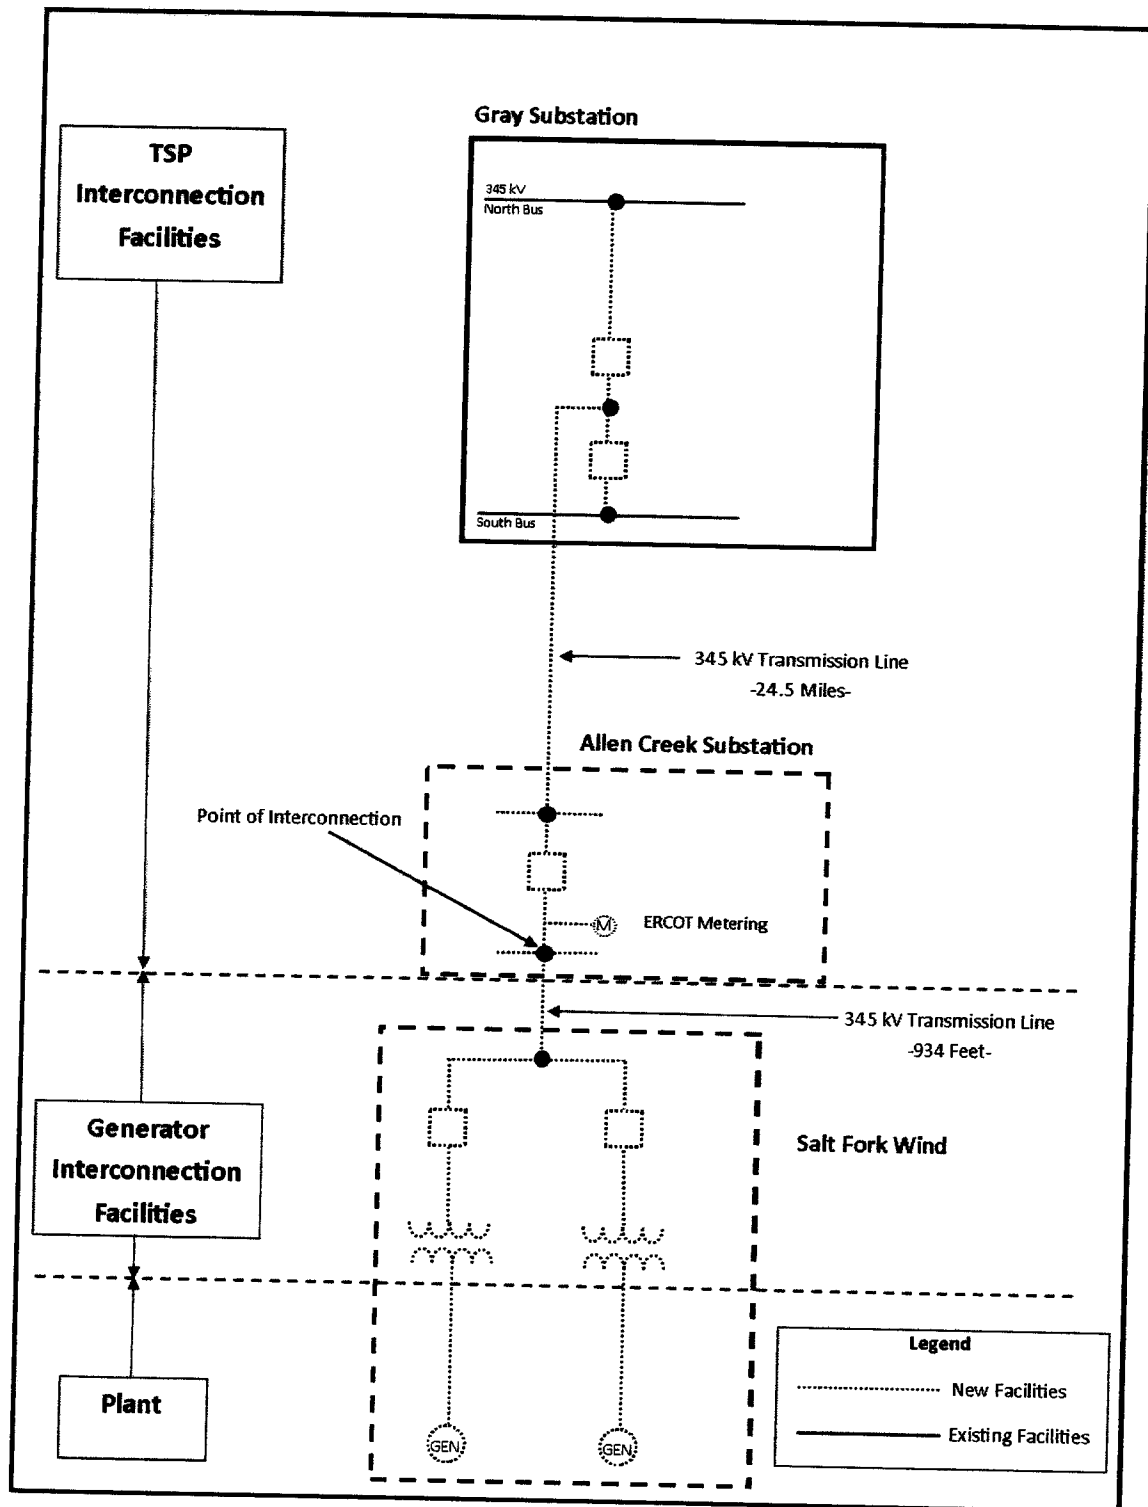 Gray Substation
TSP
Interconnection
Facilities
345 kV
North Bus
South Bus
345 kV Transmission Line
-24.5 Miles-
Allen Creek Substation
Point of Interconnection
M
ERCOT Metering
345 kV Transmission Line
-934 Feet-
Generator
Interconnection
Facilities
Salt Fork Wind
Plant
GEN
GEN
Legend
New Facilities
Existing Facilities